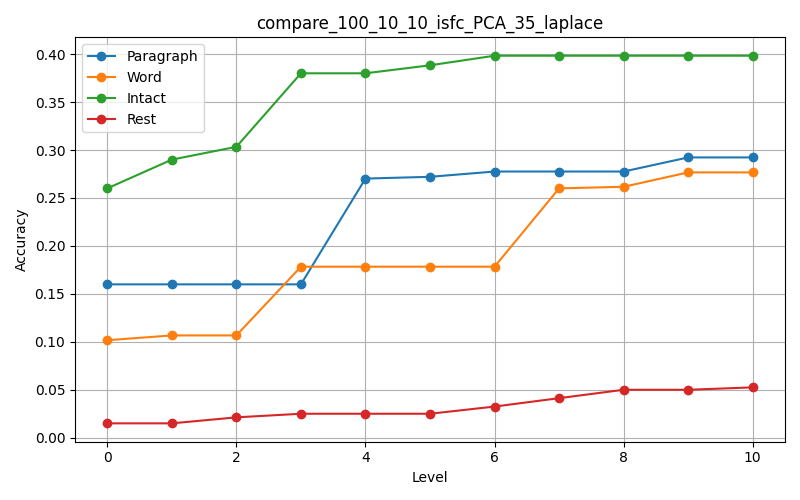 compare_100_10_10_isfc_PCA_35_laplace
Paragraph
Word
Intact
Rest
Accuracy
0.40
0.35
0.30
0.25
0.20
0.15
0.10
0.05
0.00
0 2 4 6 8 10
Level